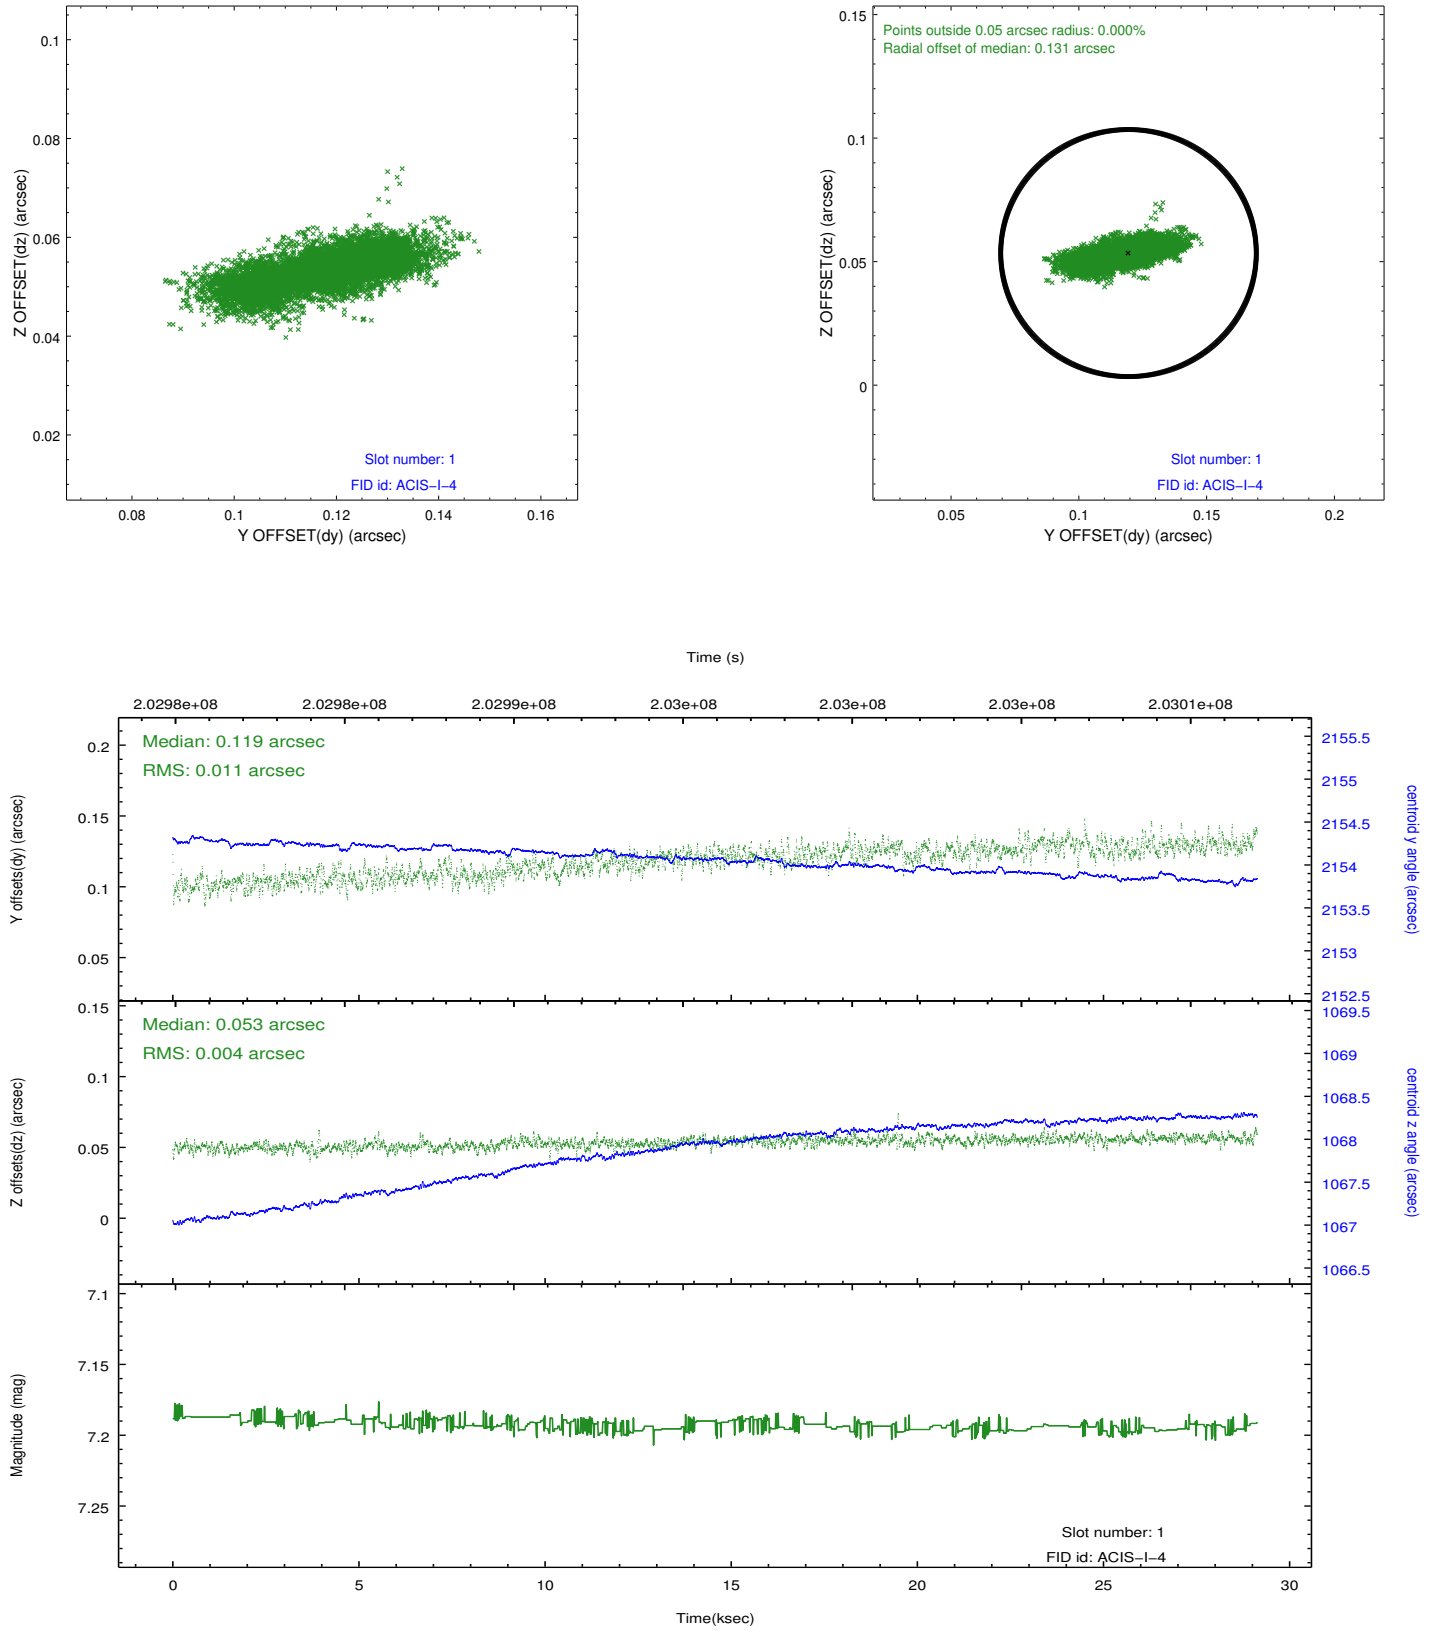 0.1
0.08
0.06
0.04
0.02
Z OFFSET(dz) (arcsec)
Slot number: 1
FID id: ACIS−I−4
0.08 0.1 0.12 0.14 0.16
Y OFFSET(dy) (arcsec)
Points outside 0.05 arcsec radius: 0.000%
Radial offset of median: 0.131 arcsec
0.15
0.1
0.05
0
Z OFFSET(dz) (arcsec)
Slot number: 1
FID id: ACIS−I−4
0.05 0.1 0.15 0.2
Y OFFSET(dy) (arcsec)
Time (s)
2.0298e+08 2.0298e+08 2.0299e+08 2.03e+08 2.03e+08 2.03e+08 2.0301e+08
Median: 0.119 arcsec
RMS: 0.011 arcsec
0.2
0.15
0.1
0.05
Y offsets(dy) (arcsec)
2155.5
2155
2154.5
2154
2153.5
2153
2152.5
centroid y angle (arcsec)
Median: 0.053 arcsec
RMS: 0.004 arcsec
0.15
0.1
0.05
0
Z offsets(dz) (arcsec)
1069.5
1069
1068.5
1068
1067.5
1067
1066.5
centroid z angle (arcsec)
7.1
7.15
7.2
7.25
Magnitude (mag)
Slot number: 1
FID id: ACIS−I−4
0 5 10 15 20 25 30
Time(ksec)